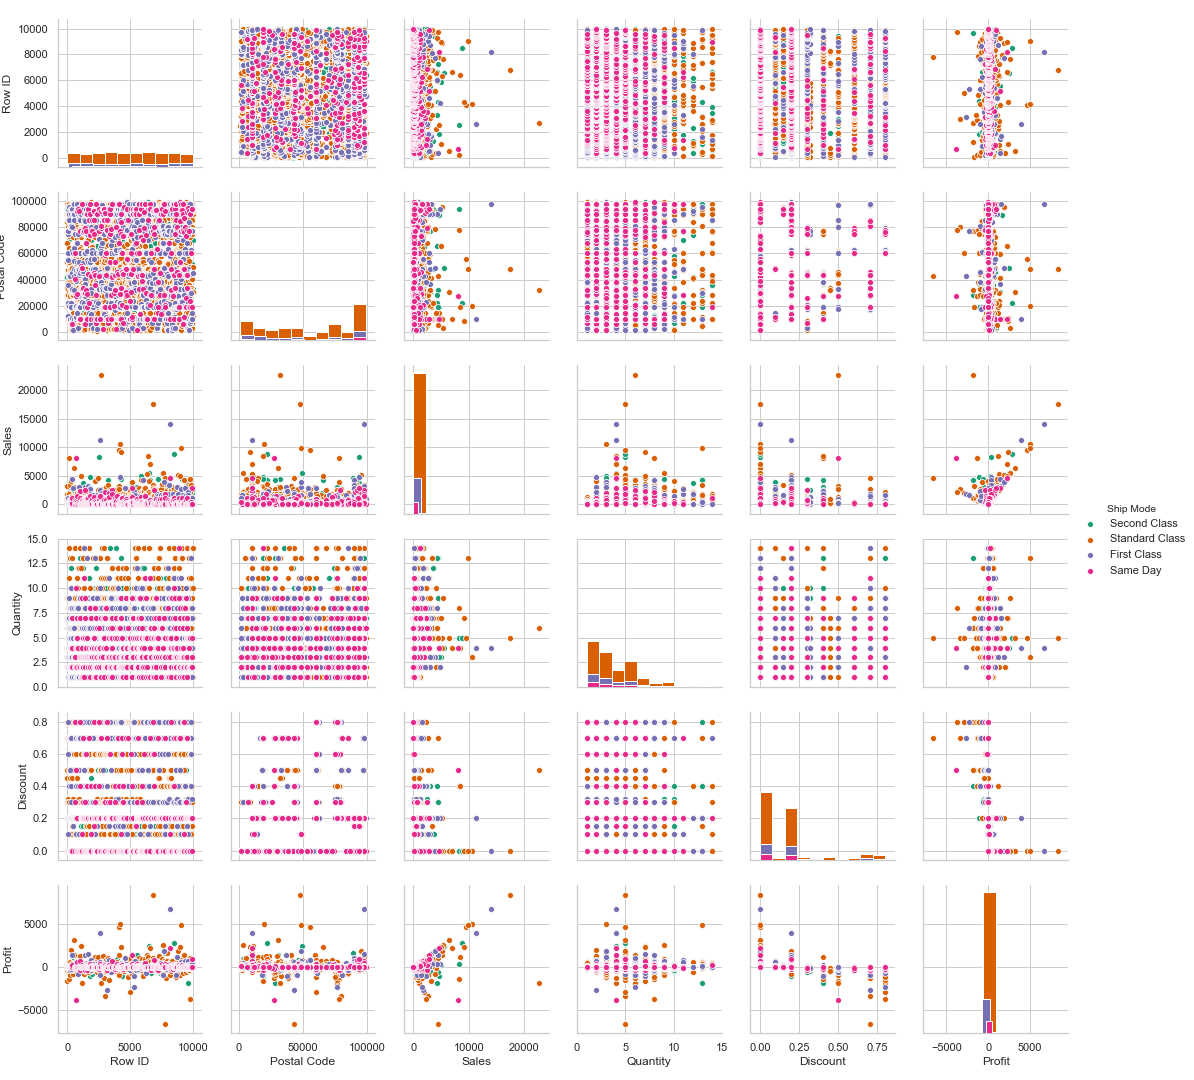 10000
8000
6000
4000
2000
0
Row ID
100000
80000
60000
40000
20000
0
Postal Code
20000
15000
10000
5000
0
Sales
15.0
12.5
10.0
7.5
5.0
2.5
0.0
Quantity
0.8
0.6
0.4
0.2
0.0
Discount
5000
0
−5000
Profit
0 10000
Row ID
0 100000
Postal Code
0 10000 20000
Sales
0 5 10 15
Quantity
0.00 0.25 0.50 0.75
Discount
−5000 0 5000
Profit
Ship Mode
Second Class
Standard Class
First Class
Same Day